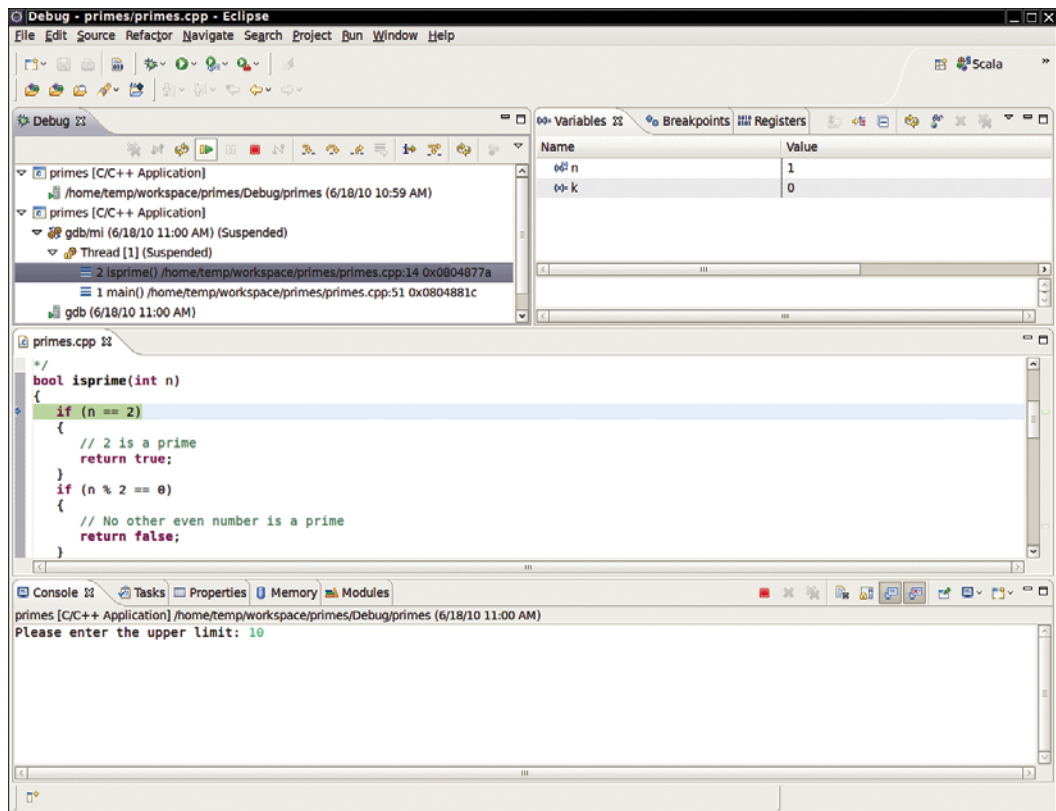 Debug - primes/primes.cpp - Eclipse
File Edit Source Refactor Navigate Search Project Run Window Help
Scala
»
Debug
Variables
Breakpoints
Registers
primes [C/C++ Application]
/home/temp/workspace/primes/Debug/primes (6/18/10 10:59 AM)
primes [C/C++ Application]
gdb/mi (6/18/10 11:00 AM) (Suspended)
Thread [1] (Suspended)
2 isprime() /home/temp/workspace/primes/primes.cpp:14 0x0804877a
1 main() /home/temp/workspace/primes/primes.cpp:51 0x0804881c
gdb (6/18/10 11:00 AM)
Name Value
n 1
k 0
primes.cpp
*/
bool isprime(int n)
{
if (n == 2)
{
// 2 is a prime
return true;
}
if (n % 2 == 0)
{
// No other even number is a prime
return false;
}
Console Tasks Properties Memory Modules
primes [C/C++ Application] /home/temp/workspace/primes/Debug/primes (6/18/10 11:00 AM)
Please enter the upper limit: 10